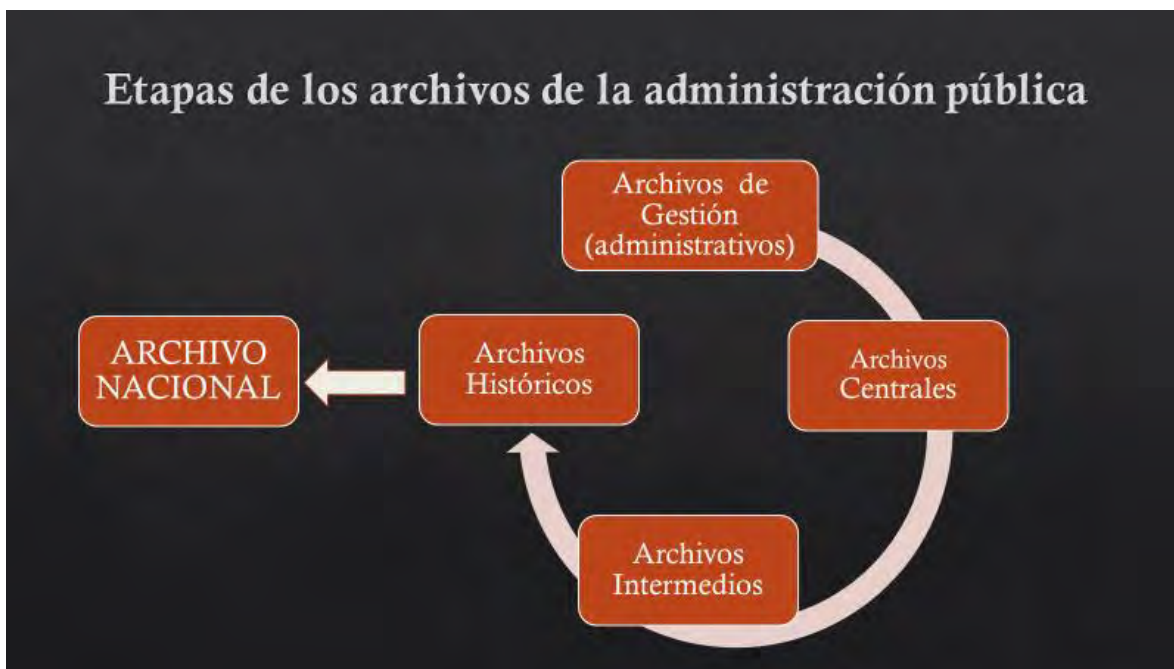 Etapas de los archivos de la administración pública
Archivos de
Gestión
(administrativos)
Archivos
Centrales
Archivos
Intermedios
Archivos
Históricos
ARCHIVO
NACIONAL